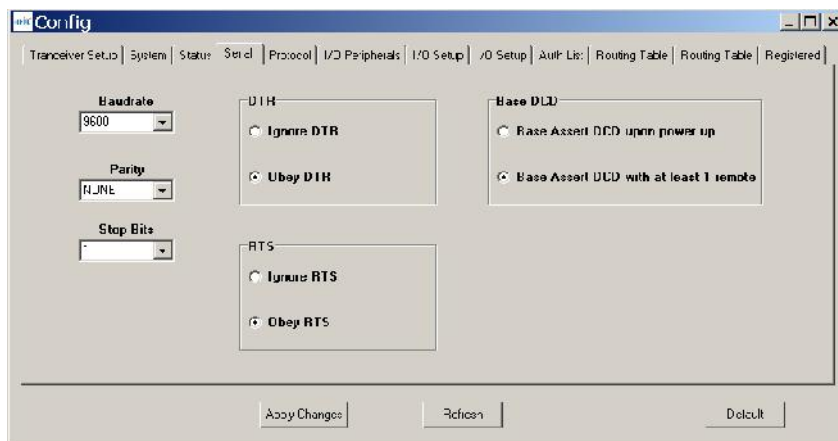 Config
Tranceiver Setup System Status Serial Protocol I/O Peripherals I/O Setup I/O Setup Auth List Routing Table Routing Table Registered
Baudrate
9600
Parity
NONE
Stop Bits
DTR
Ignore DTR
Obey DTR
RTS
Ignore RTS
Obey RTS
Base DCD
Base Assert DCD upon power up
Base Assert DCD with at least 1 remote
Apply Changes Refresh Default